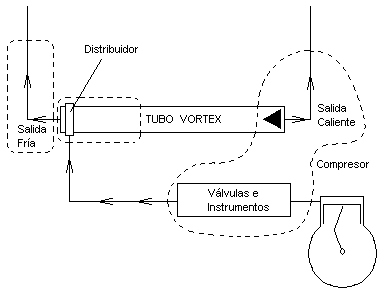 Distribuidor
TUBO VORTEX
Salida
Fría
Salida
Caliente
Compresor
Válvulas e
Instrumentos